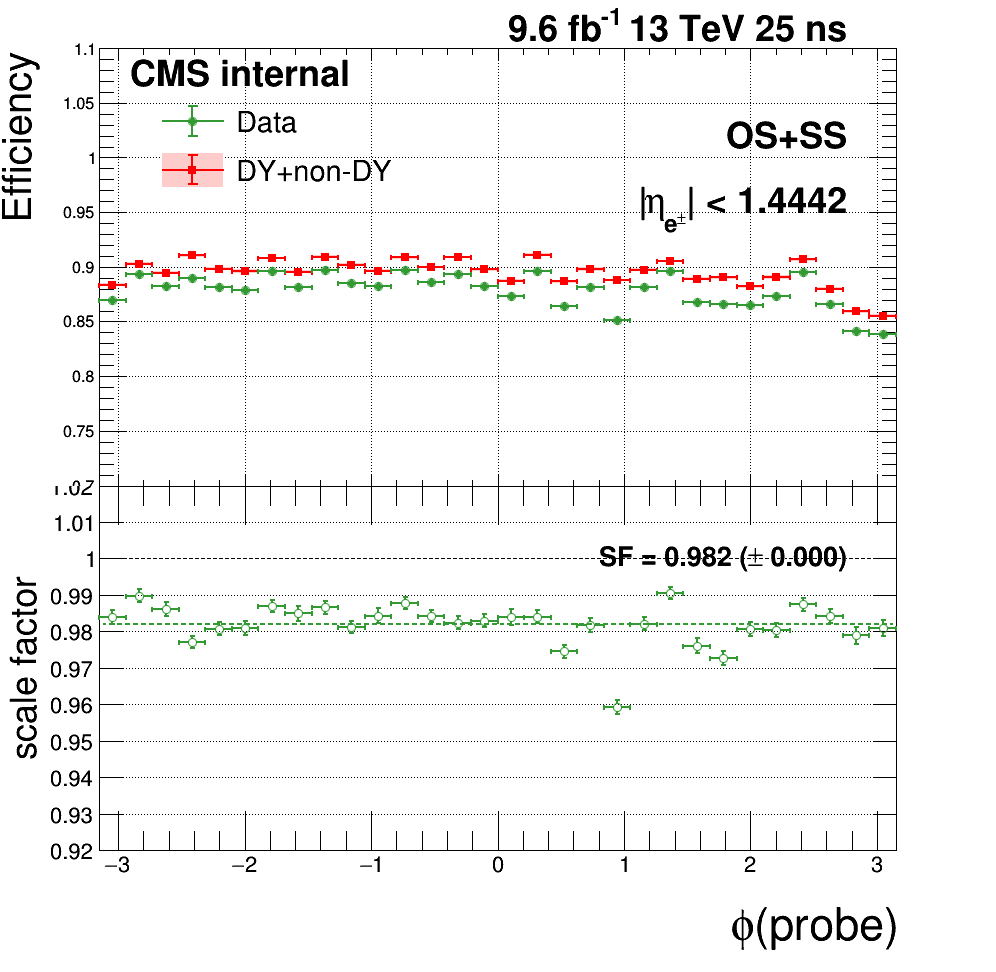 9.6 fb⁻¹ 13 TeV 25 ns
Efficiency
1.1
1.05
1
0.95
0.9
0.85
0.8
0.75
CMS internal
Data
DY+non-DY
OS+SS
|ηe±| < 1.4442
scale factor
1.02
1.01
1
0.99
0.98
0.97
0.96
0.95
0.94
0.93
0.92
SF = 0.982 (± 0.000)
−3 −2 −1 0 1 2 3
ϕ(probe)